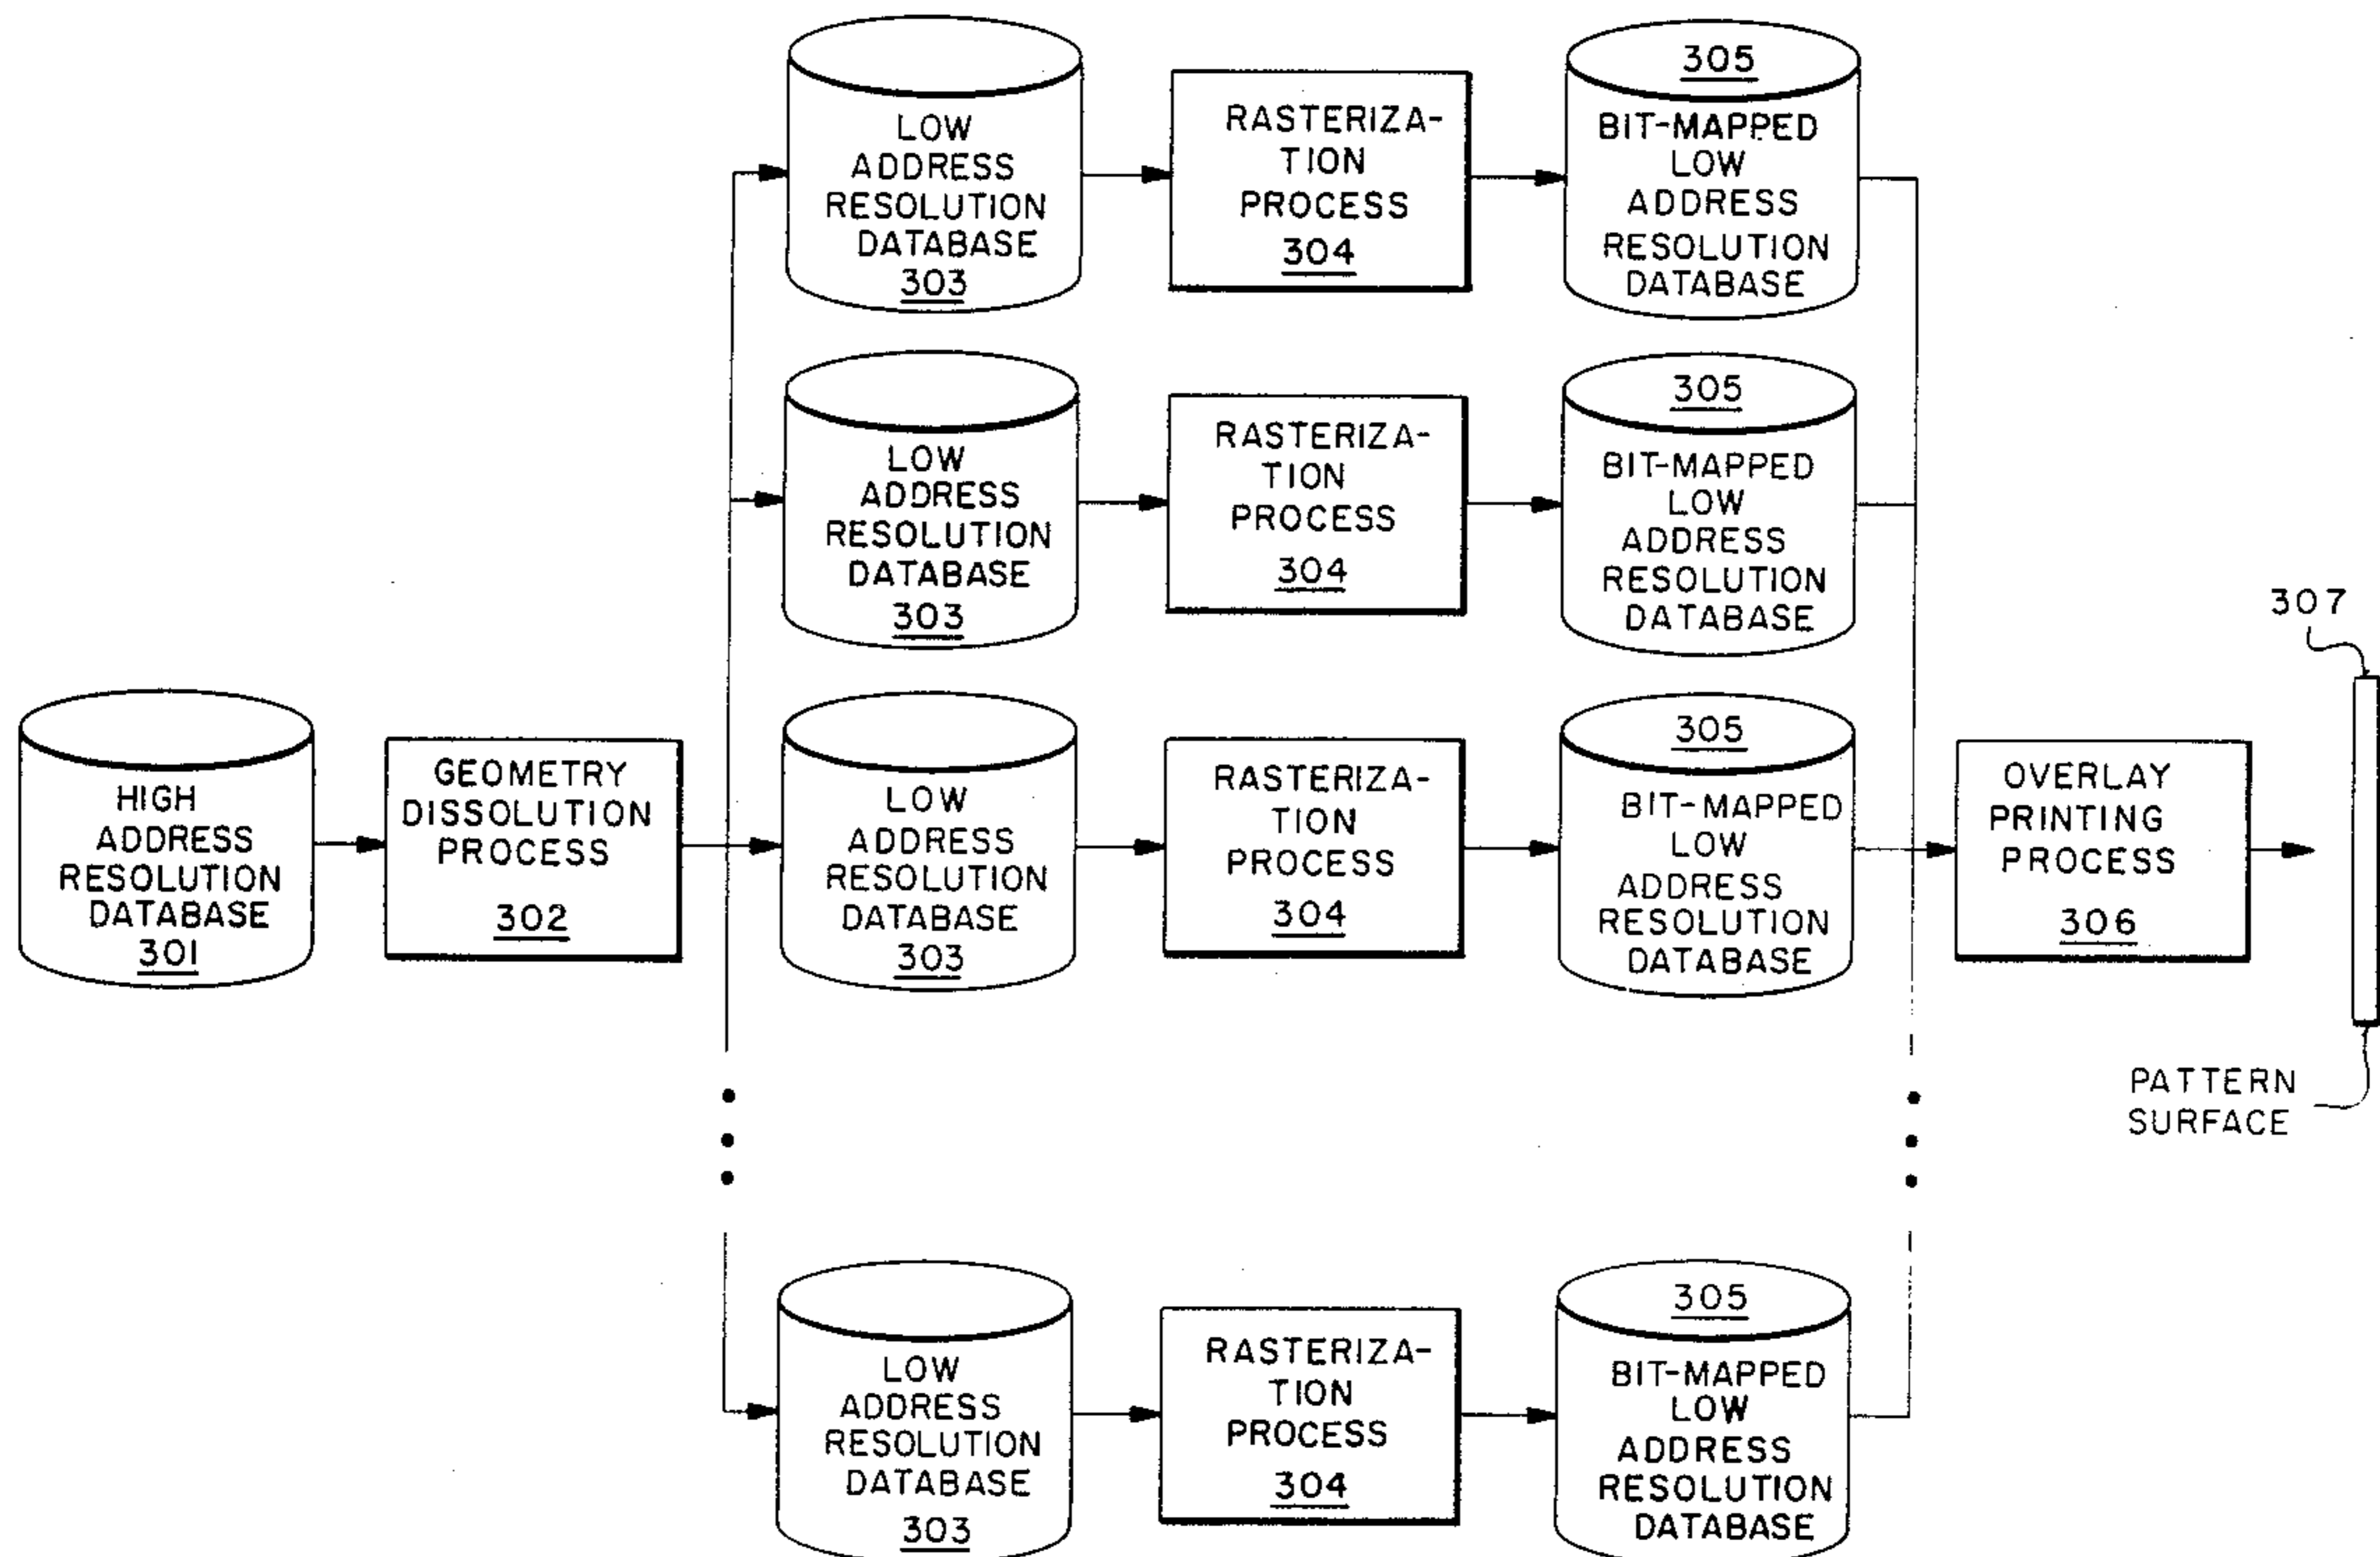 LOW
ADDRESS
RESOLUTION
DATABASE
303
RASTERIZA-
TION
PROCESS
304
305
BIT-MAPPED
LOW
ADDRESS
RESOLUTION
DATABASE
LOW
ADDRESS
RESOLUTION
DATABASE
303
RASTERIZA-
TION
PROCESS
304
305
BIT-MAPPED
LOW
ADDRESS
RESOLUTION
DATABASE
HIGH
ADDRESS
RESOLUTION
DATABASE
301
GEOMETRY
DISSOLUTION
PROCESS
302
LOW
ADDRESS
RESOLUTION
DATABASE
303
RASTERIZA-
TION
PROCESS
304
305
BIT-MAPPED
LOW
ADDRESS
RESOLUTION
DATABASE
OVERLAY
PRINTING
PROCESS
306
307
PATTERN
SURFACE
LOW
ADDRESS
RESOLUTION
DATABASE
303
RASTERIZA-
TION
PROCESS
304
305
BIT-MAPPED
LOW
ADDRESS
RESOLUTION
DATABASE